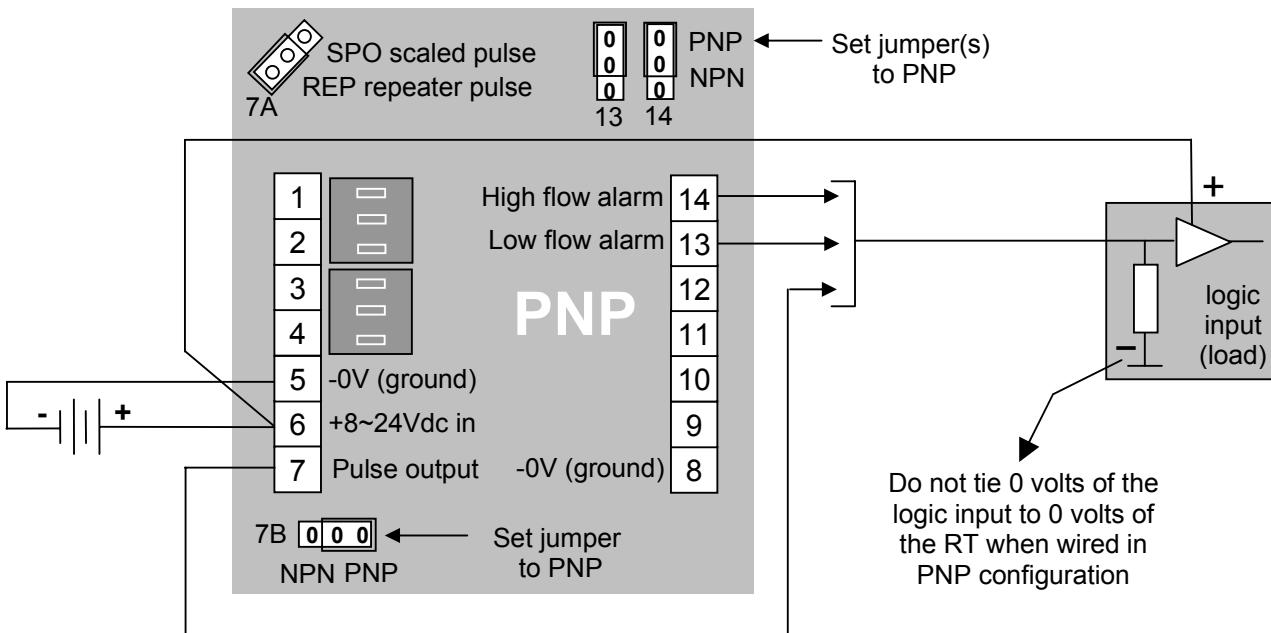 SPO scaled pulse
REP repeater pulse
7A
0 0
0 0
0 0
13 14
PNP
NPN
Set jumper(s)
to PNP
1
2
3
4
5
6
7
-0V (ground)
+8~24Vdc in
Pulse output
- +
PNP
High flow alarm
Low flow alarm
-0V (ground)
14
13
12
11
10
9
8
+
logic
input
(load)
–
Do not tie 0 volts of the
logic input to 0 volts of
the RT when wired in
PNP configuration
7B
0 0 0
NPN PNP
Set jumper
to PNP